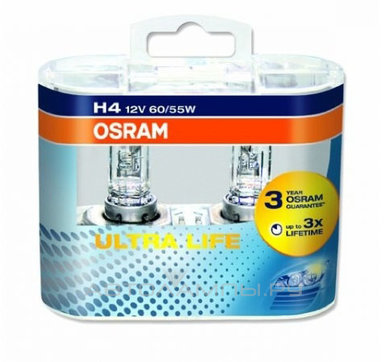 H4 12V 60/55W
OSRAM
3 YEAR
OSRAM
GUARANTEE*
up to 3x
LIFETIME
ULTRA LIFE